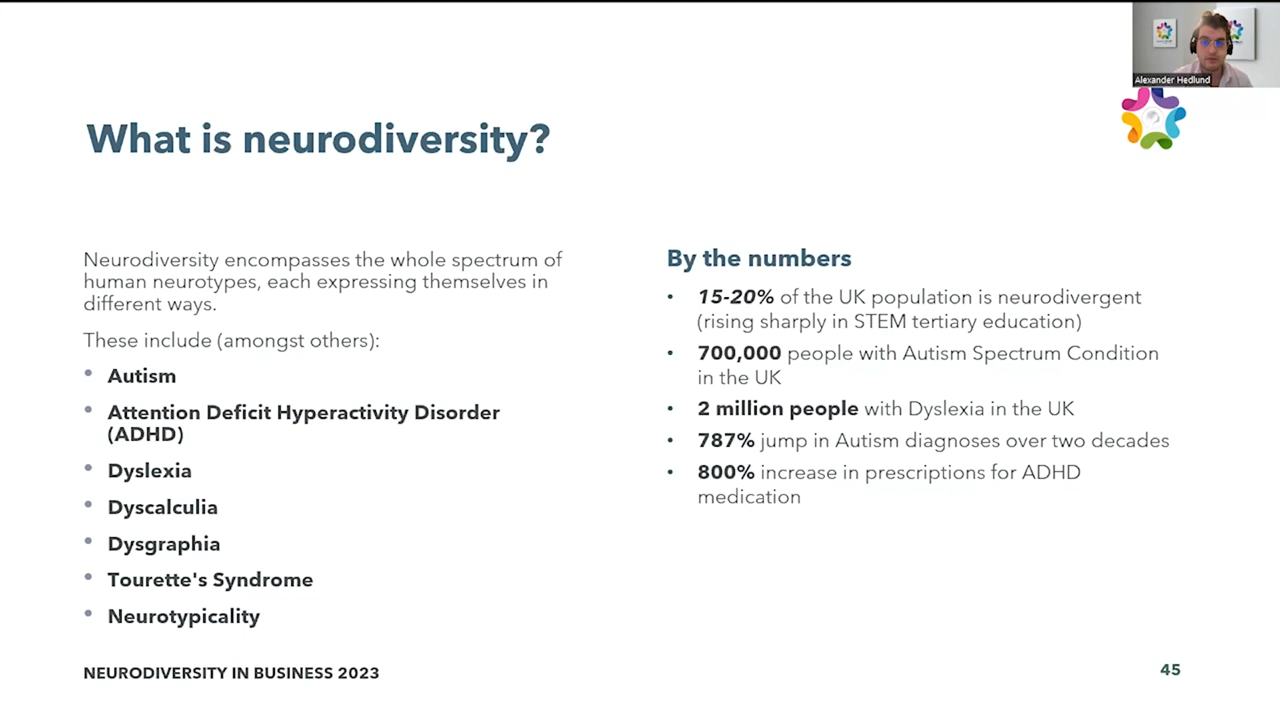 Alexander Hedlund
What is neurodiversity?
Neurodiversity encompasses the whole spectrum of
human neurotypes, each expressing themselves in
different ways.
These include (amongst others):
• Autism
• Attention Deficit Hyperactivity Disorder
(ADHD)
• Dyslexia
• Dyscalculia
• Dysgraphia
• Tourette's Syndrome
• Neurotypicality
By the numbers
• 15-20% of the UK population is neurodivergent
(rising sharply in STEM tertiary education)
• 700,000 people with Autism Spectrum Condition
in the UK
• 2 million people with Dyslexia in the UK
• 787% jump in Autism diagnoses over two decades
• 800% increase in prescriptions for ADHD
medication
NEURODIVERSITY IN BUSINESS 2023
45